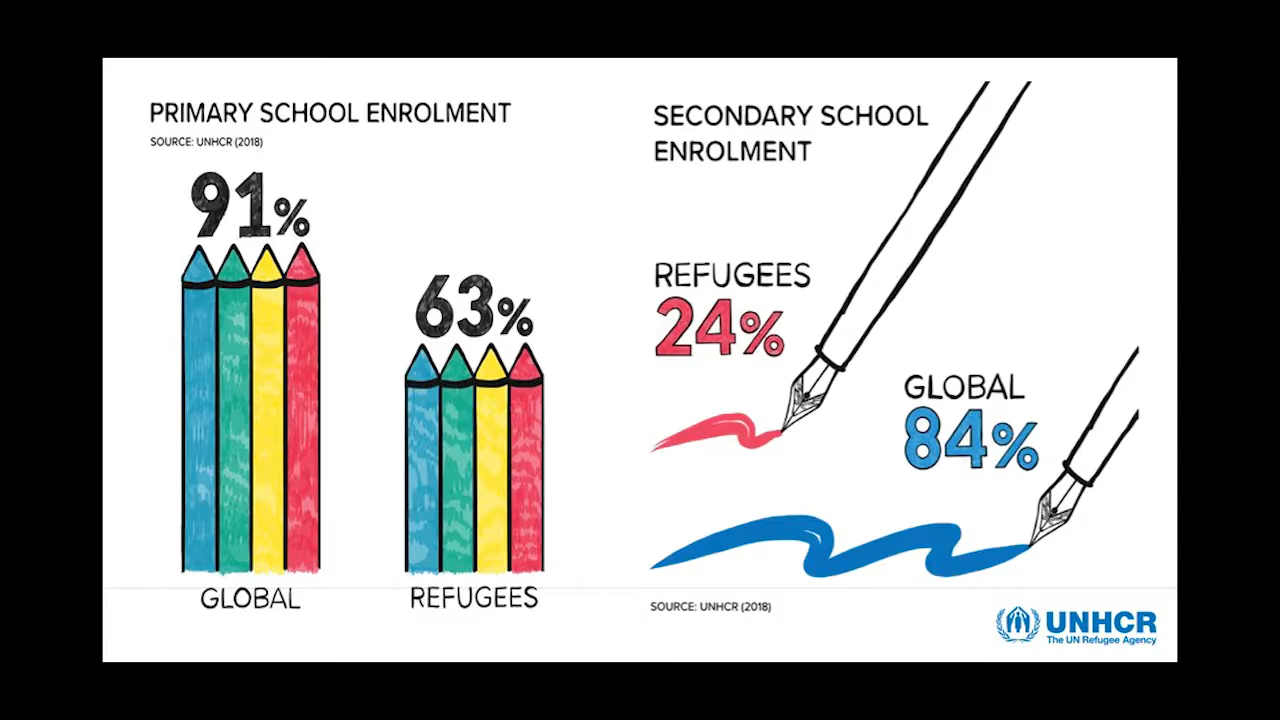 PRIMARY SCHOOL ENROLMENT
SOURCE: UNHCR (2018)
91%
63%
GLOBAL
REFUGEES
SECONDARY SCHOOL
ENROLMENT
REFUGEES
24%
GLOBAL
84%
SOURCE: UNHCR (2018)
UNHCR
The UN Refugee Agency